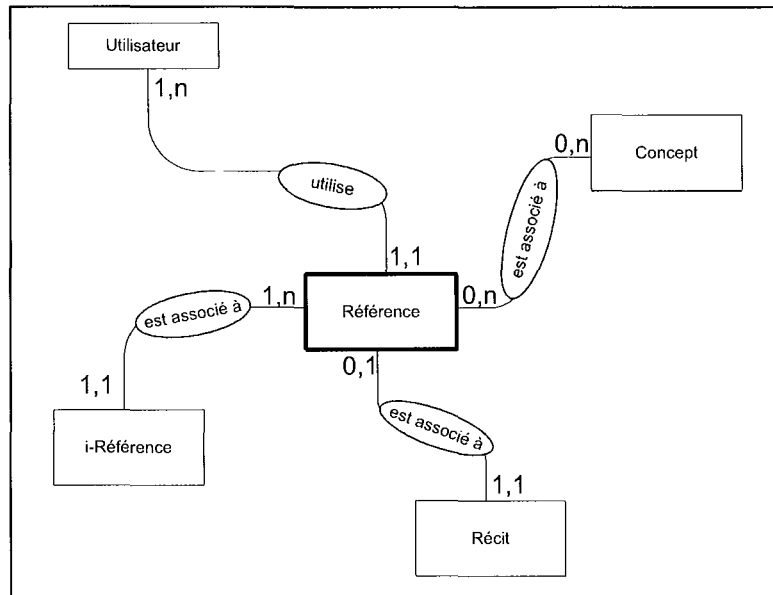 Utilisateur
1,n
0,n
Concept
utilise
est associé à
1,1
est associé à
1,n
Référence
0,n
0,1
1,1
i-Référence
est associé à
1,1
Récit